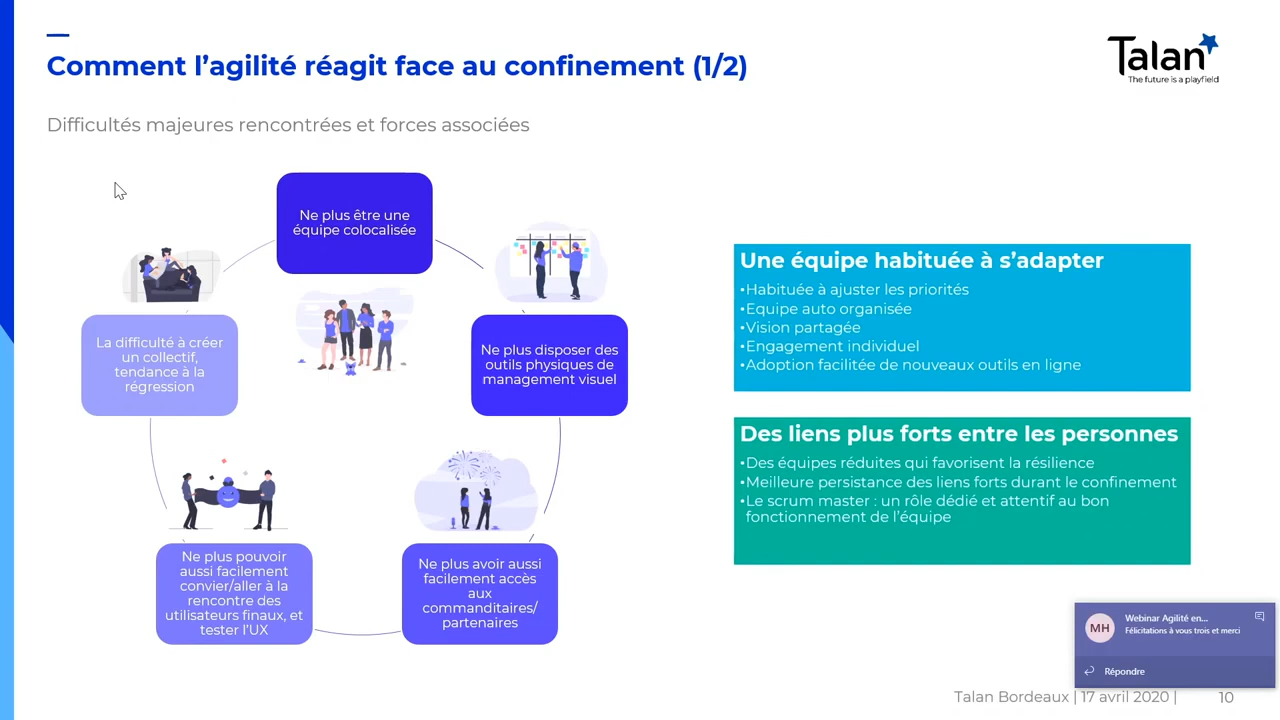 Comment l’agilité réagit face au confinement (1/2)
Talan
The future is a playfield
Difficultés majeures rencontrées et forces associées
Ne plus être une
équipe colocalisée
Ne plus disposer des
outils physiques de
management visuel
Ne plus avoir aussi
facilement accès
aux
commanditaires/
partenaires
Ne plus pouvoir
aussi facilement
convier/aller à la
rencontre des
utilisateurs finaux, et
tester l’UX
La difficulté à créer
un collectif,
tendance à la
régression
Une équipe habituée à s’adapter
•Habituée à ajuster les priorités
•Equipe auto organisée
•Vision partagée
•Engagement individuel
•Adoption facilitée de nouveaux outils en ligne
Des liens plus forts entre les personnes
•Des équipes réduites qui favorisent la résilience
•Meilleure persistance des liens forts durant le confinement
•Le scrum master : un rôle dédié et attentif au bon
fonctionnement de l’équipe
MH
Webinar Agilité en...
Félicitations à vous trois et merci
Répondre
Talan Bordeaux | 17 avril 2020 |
10